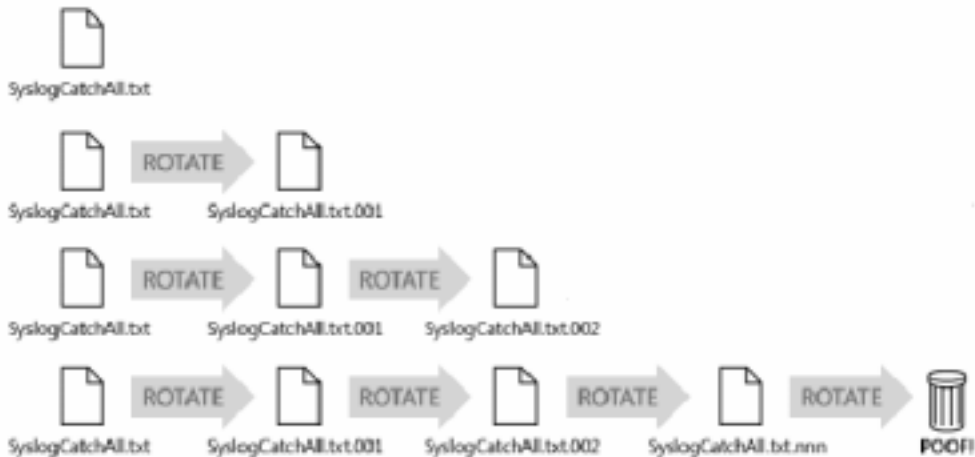 SyslogCatchAll.txt
ROTATE
SyslogCatchAll.txt SyslogCatchAll.txt.001
ROTATE ROTATE
SyslogCatchAll.txt SyslogCatchAll.txt.001 SyslogCatchAll.txt.002
ROTATE ROTATE ROTATE ROTATE
SyslogCatchAll.txt SyslogCatchAll.txt.001 SyslogCatchAll.txt.002 SyslogCatchAll.txt.nnn POOF!